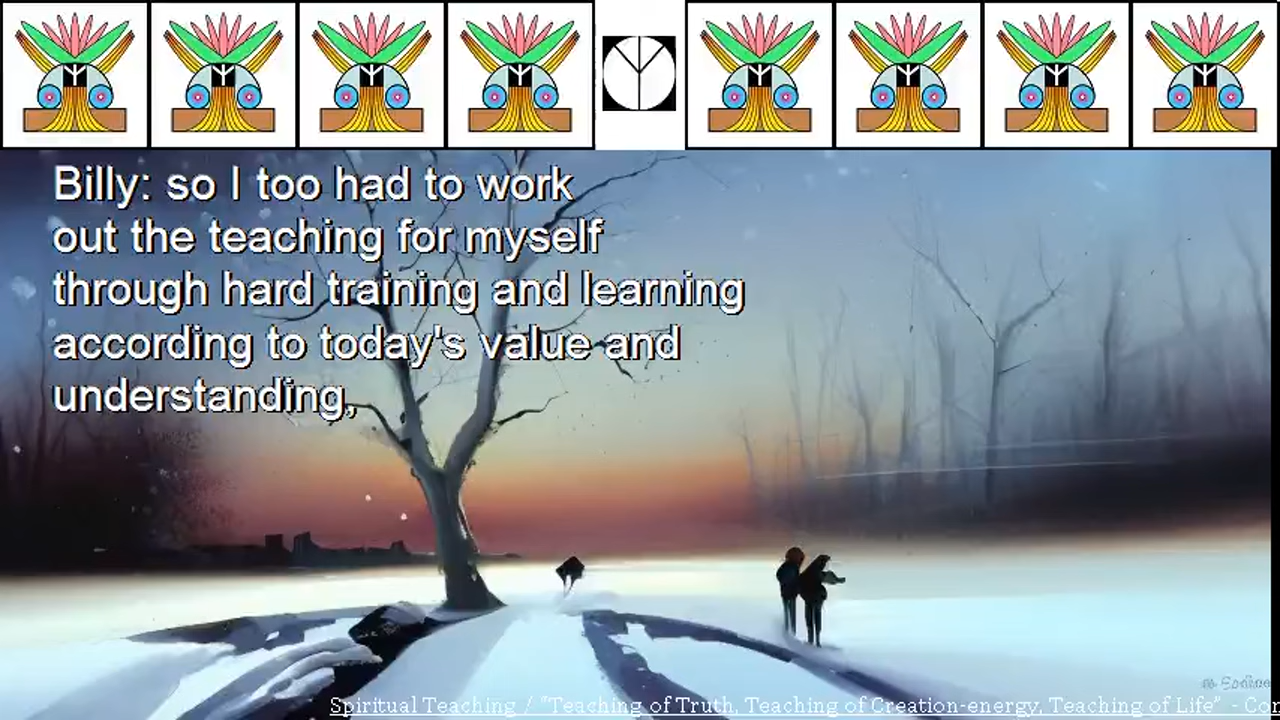 Billy: so I too had to work
out the teaching for myself
through hard training and learning
according to today's value and
understanding,
Spiritual Teaching / "Teaching of Truth, Teaching of Creation-energy, Teaching of Life" - Con